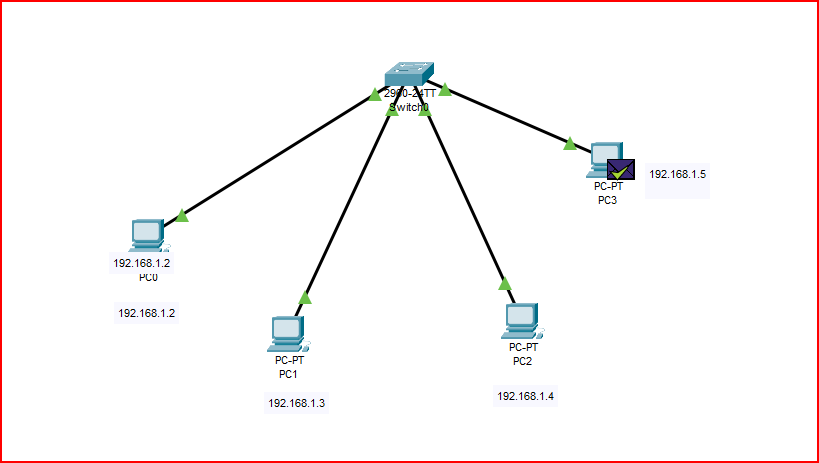 2960-24TT
Switch0
PC-PT
PC3
192.168.1.5
192.168.1.2
PC0
192.168.1.2
PC-PT
PC1
192.168.1.3
PC-PT
PC2
192.168.1.4